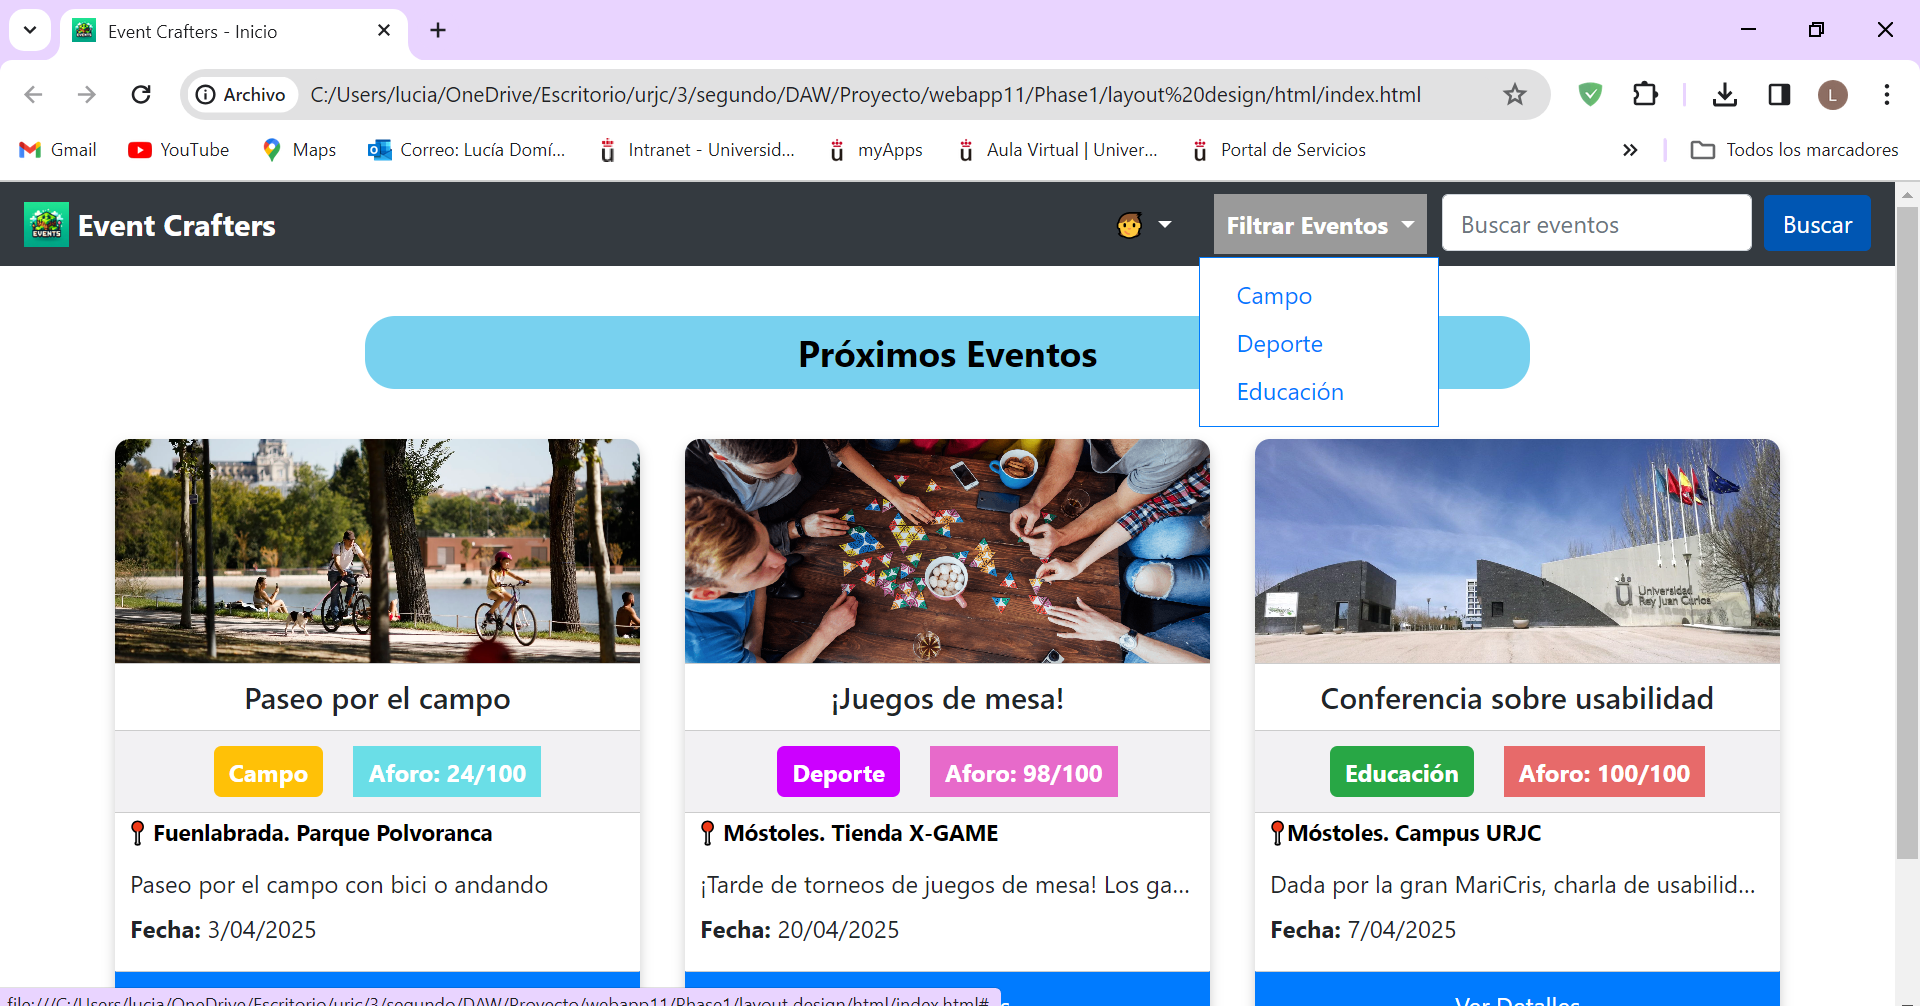 Event Crafters - Inicio
Archivo
C:/Users/lucia/OneDrive/Escritorio/urjc/3/segundo/DAW/Proyecto/webapp11/Phase1/layout%20design/html/index.html
L
Gmail
YouTube
Maps
Correo: Lucía Domí...
Intranet - Universid...
myApps
Aula Virtual | Univer...
Portal de Servicios
Todos los marcadores
EVENTS
Event Crafters
Filtrar Eventos
Buscar eventos
Buscar
Campo
Deporte
Educación
Próximos Eventos
Universidad
Rey Juan Carlos
Paseo por el campo
Campo
Aforo: 24/100
Fuenlabrada. Parque Polvoranca
Paseo por el campo con bici o andando
Fecha: 3/04/2025
¡Juegos de mesa!
Deporte
Aforo: 98/100
Móstoles. Tienda X-GAME
¡Tarde de torneos de juegos de mesa! Los ga...
Fecha: 20/04/2025
Conferencia sobre usabilidad
Educación
Aforo: 100/100
Móstoles. Campus URJC
Dada por la gran MariCris, charla de usabilid...
Fecha: 7/04/2025
Ver Detalles
file:///C:/Users/lucia/OneDrive/Escritorio/urjc/3/segundo/DAW/Proyecto/webapp11/Phase1/layout design/html/index.html#